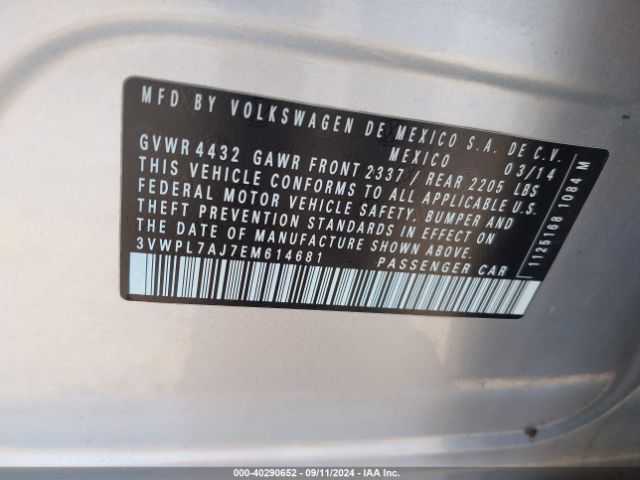 MFD BY VOLKSWAGEN DE MEXICO S.A. DE C.V.
MEXICO 03/14
GVWR 4432 GAWR FRONT 2337 / REAR 2205 LBS
THIS VEHICLE CONFORMS TO ALL APPLICABLE U.S.
FEDERAL MOTOR VEHICLE SAFETY, BUMPER AND
THEFT PREVENTION STANDARDS IN EFFECT ON
THE DATE OF MANUFACTURE SHOWN ABOVE.
3VWPL7AJ7EM614681 PASSENGER CAR
1125168 1084 M
000-40290652 - 09/11/2024 - IAA Inc.